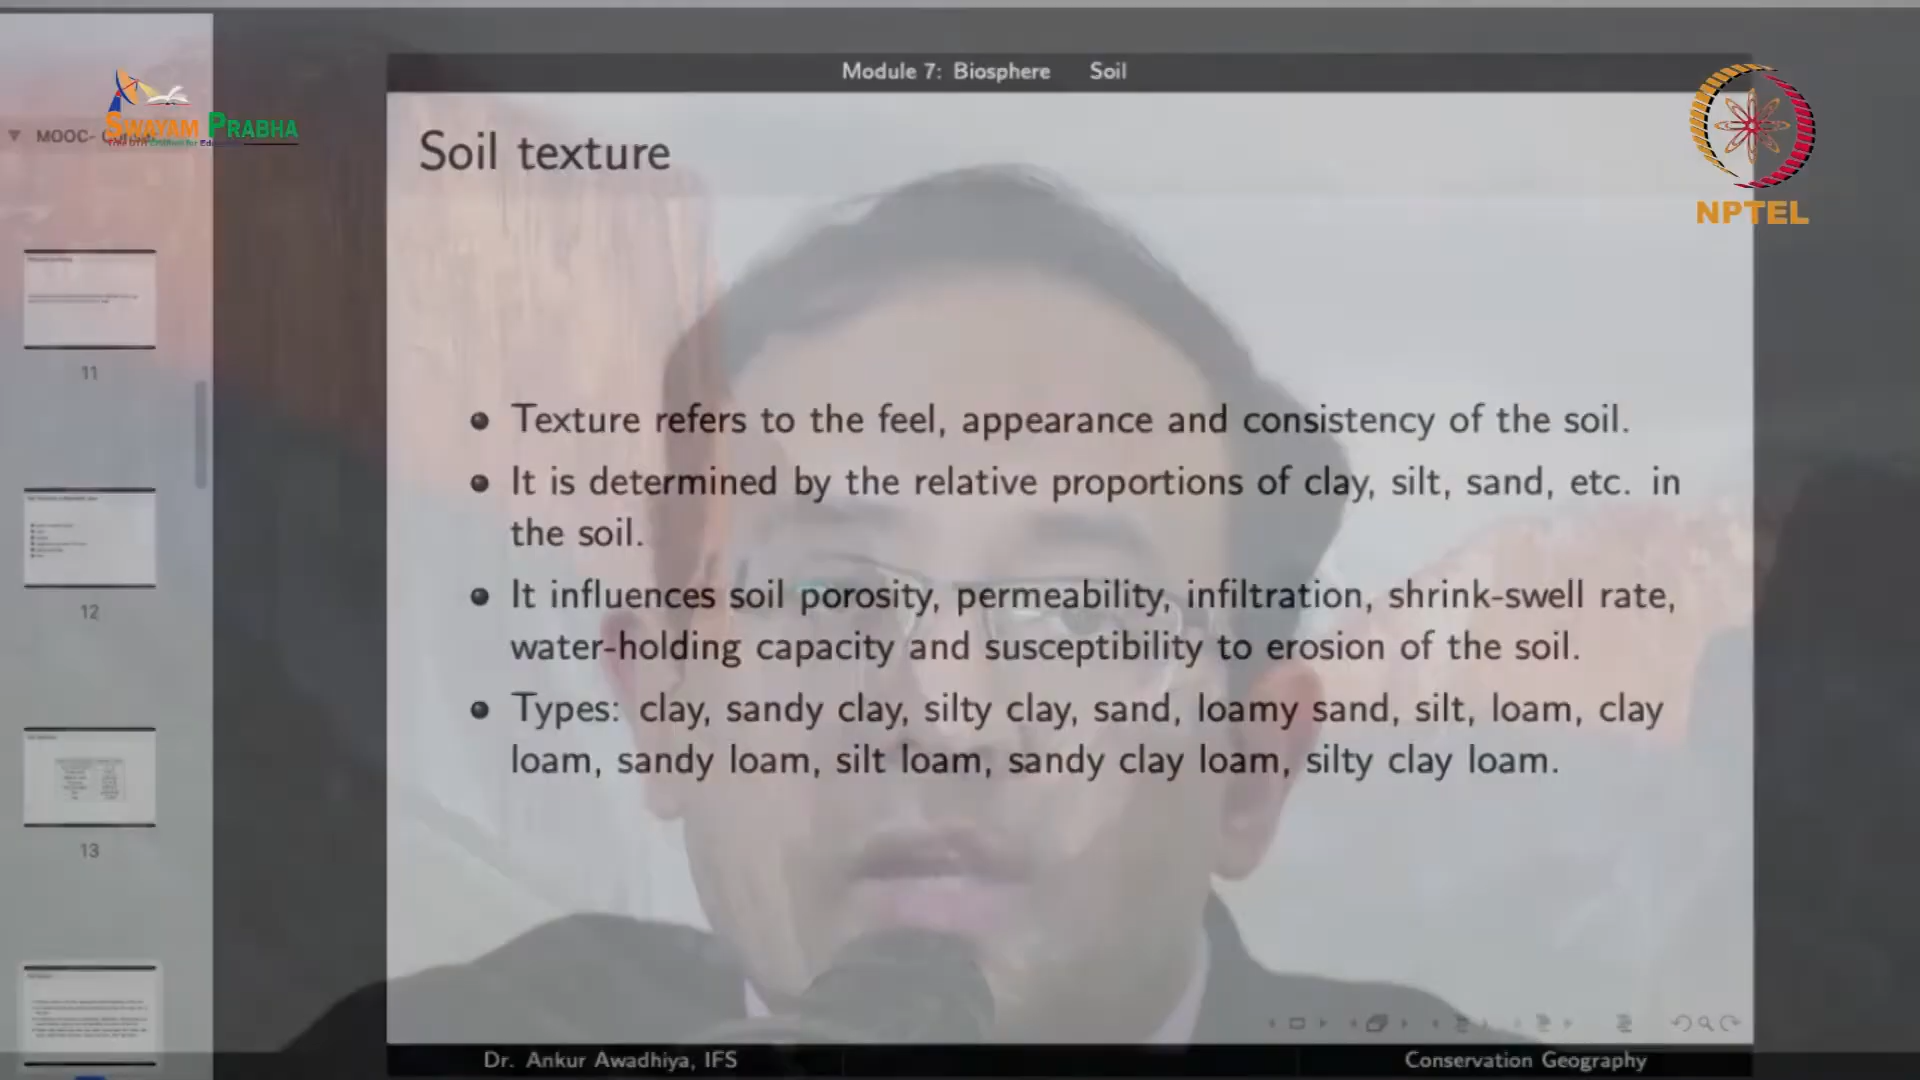 Module 7: Biosphere Soil
SWAYAM PRABHA
MOOC-
NPTEL
Soil texture
Texture refers to the feel, appearance and consistency of the soil.
It is determined by the relative proportions of clay, silt, sand, etc. in
the soil.
It influences soil porosity, permeability, infiltration, shrink-swell rate,
water-holding capacity and susceptibility to erosion of the soil.
Types: clay, sandy clay, silty clay, sand, loamy sand, silt, loam, clay
loam, sandy loam, silt loam, sandy clay loam, silty clay loam.
11
12
13
Dr. Ankur Awadhiya, IFS Conservation Geography